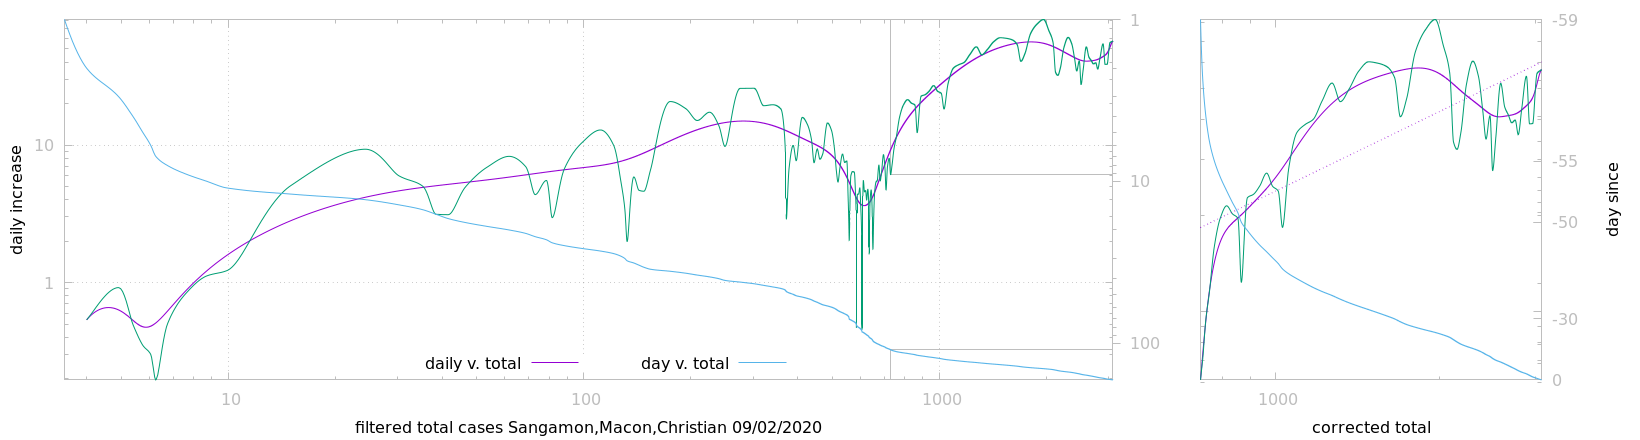 1
-59
daily increase
10
10
-55
day since
-50
1
-30
100
daily v. total
day v. total
0
10
100
1000
1000
filtered total cases Sangamon,Macon,Christian 09/02/2020
corrected total